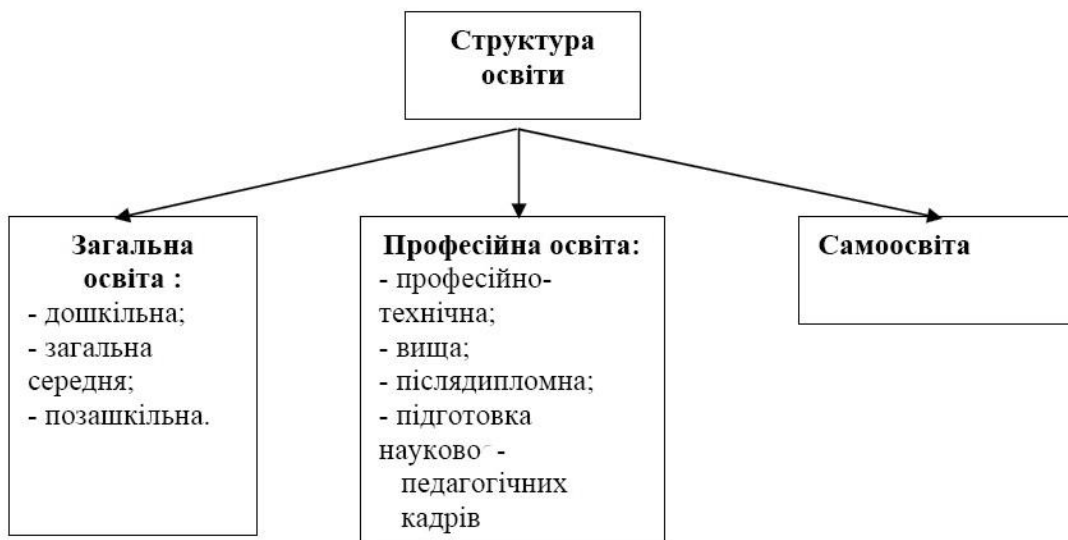 Структура
освіти
Загальна
освіта :
- дошкільна;
- загальна
середня;
- позашкільна.
Професійна освіта:
- професійно-
технічна;
- вища;
- післядипломна;
- підготовка
науково -
педагогічних
кадрів
Самоосвіта